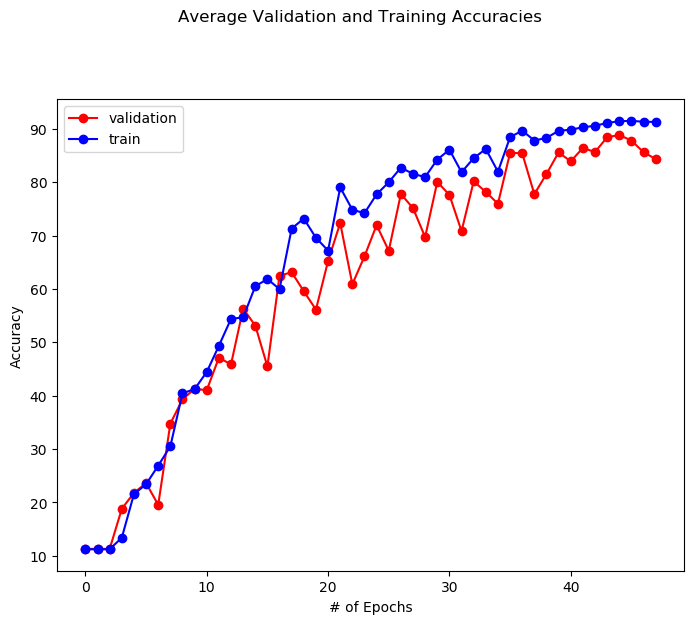 Average Validation and Training Accuracies
validation
train
90
80
70
60
50
40
30
20
10
Accuracy
0 10 20 30 40
# of Epochs